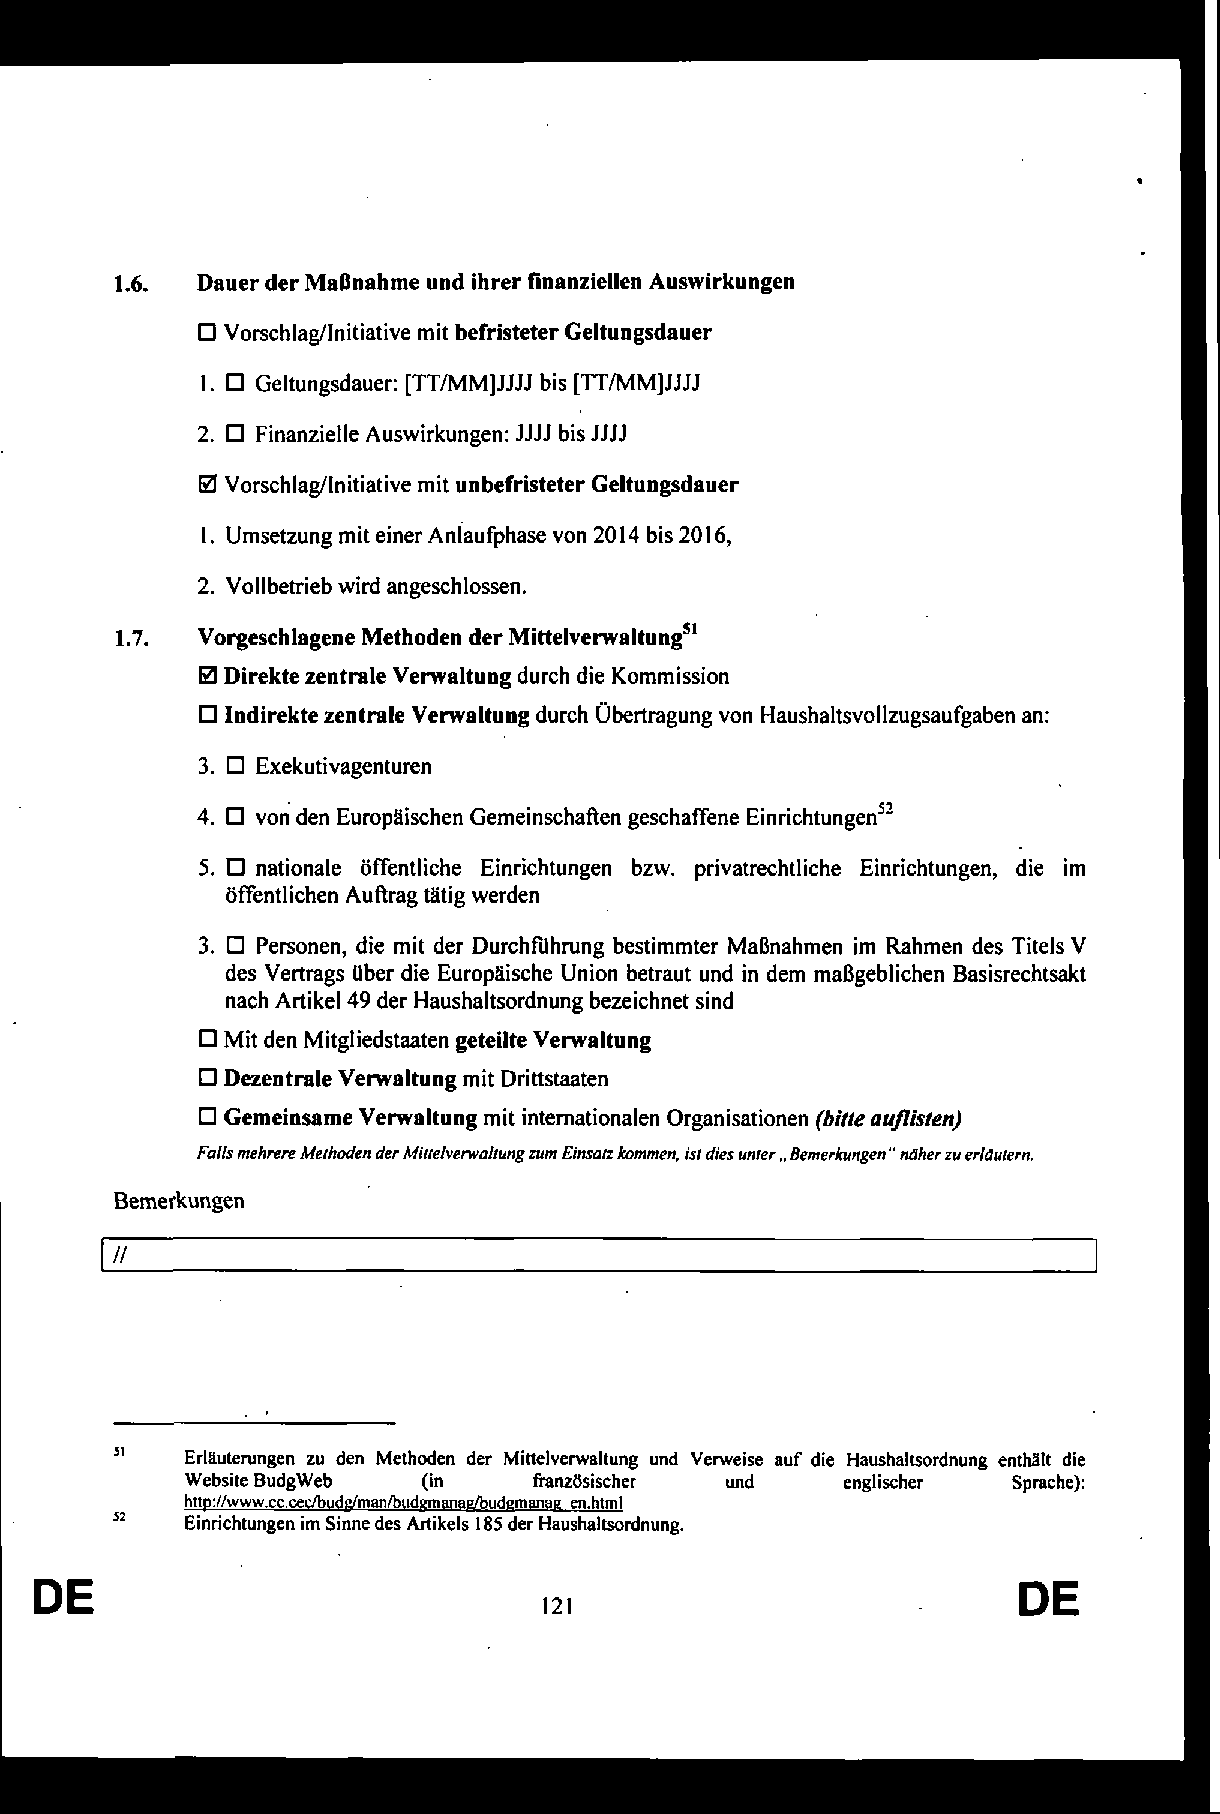 1.6. Dauer der Maßnahme und ihrer finanziellen Auswirkungen
☐ Vorschlag/Initiative mit befristeter Geltungsdauer
1. ☐ Geltungsdauer: [TT/MM]JJJJ bis [TT/MM]JJJJ
2. ☐ Finanzielle Auswirkungen: JJJJ bis JJJJ
☑ Vorschlag/Initiative mit unbefristeter Geltungsdauer
1. Umsetzung mit einer Anlaufphase von 2014 bis 2016,
2. Vollbetrieb wird angeschlossen.
1.7. Vorgeschlagene Methoden der Mittelverwaltung51
☑ Direkte zentrale Verwaltung durch die Kommission
☐ Indirekte zentrale Verwaltung durch Übertragung von Haushaltsvollzugsaufgaben an:
3. ☐ Exekutivagenturen
4. ☐ von den Europäischen Gemeinschaften geschaffene Einrichtungen52
5. ☐ nationale öffentliche Einrichtungen bzw. privatrechtliche Einrichtungen, die im
öffentlichen Auftrag tätig werden
3. ☐ Personen, die mit der Durchführung bestimmter Maßnahmen im Rahmen des Titels V
des Vertrags über die Europäische Union betraut und in dem maßgeblichen Basisrechtsakt
nach Artikel 49 der Haushaltsordnung bezeichnet sind
☐ Mit den Mitgliedstaaten geteilte Verwaltung
☐ Dezentrale Verwaltung mit Drittstaaten
☐ Gemeinsame Verwaltung mit internationalen Organisationen (bitte auflisten)
Falls mehrere Methoden der Mittelverwaltung zum Einsatz kommen, ist dies unter „Bemerkungen" näher zu erläutern.
Bemerkungen
//
51 Erläuterungen zu den Methoden der Mittelverwaltung und Verweise auf die Haushaltsordnung enthält die
Website BudgWeb (in französischer und englischer Sprache):
http://www.cc.cec/budg/man/budgmanag/budgmanag_en.html
52 Einrichtungen im Sinne des Artikels 185 der Haushaltsordnung.
DE 121 DE